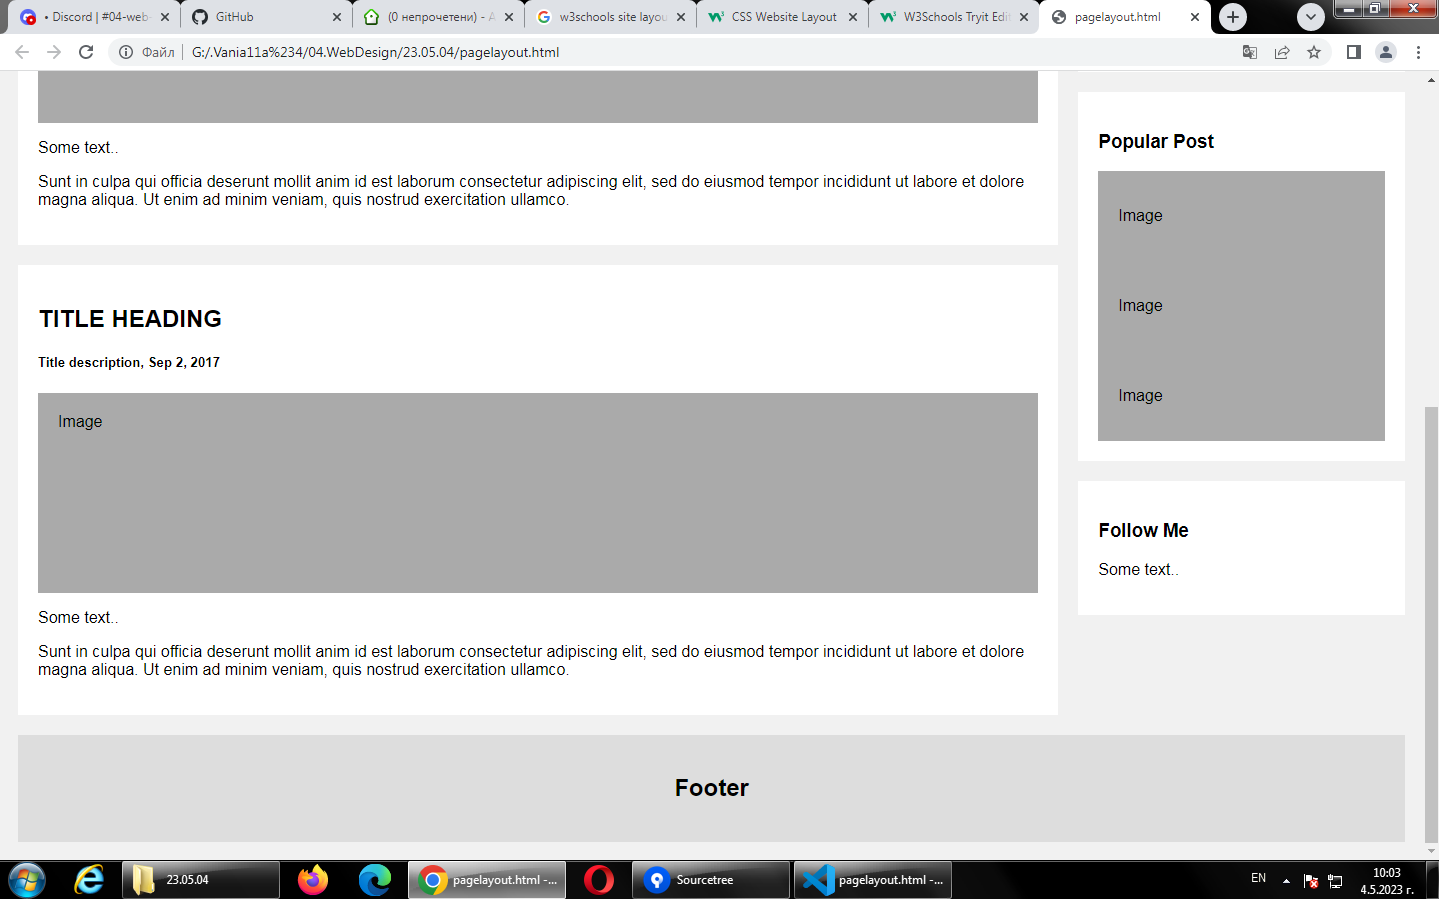 • Discord | #04-web
GitHub
(0 непрочетени) - A
w3schools site layou
CSS Website Layout
W3Schools Tryit Edit
pagelayout.html
Файл
G:/.Vania11a%234/04.WebDesign/23.05.04/pagelayout.html
Some text..
Sunt in culpa qui officia deserunt mollit anim id est laborum consectetur adipiscing elit, sed do eiusmod tempor incididunt ut labore et dolore
magna aliqua. Ut enim ad minim veniam, quis nostrud exercitation ullamco.
TITLE HEADING
Title description, Sep 2, 2017
Image
Some text..
Sunt in culpa qui officia deserunt mollit anim id est laborum consectetur adipiscing elit, sed do eiusmod tempor incididunt ut labore et dolore
magna aliqua. Ut enim ad minim veniam, quis nostrud exercitation ullamco.
Popular Post
Image
Image
Image
Follow Me
Some text..
Footer
23.05.04
pagelayout.html -...
Sourcetree
pagelayout.html -...
EN
10:03
4.5.2023 г.